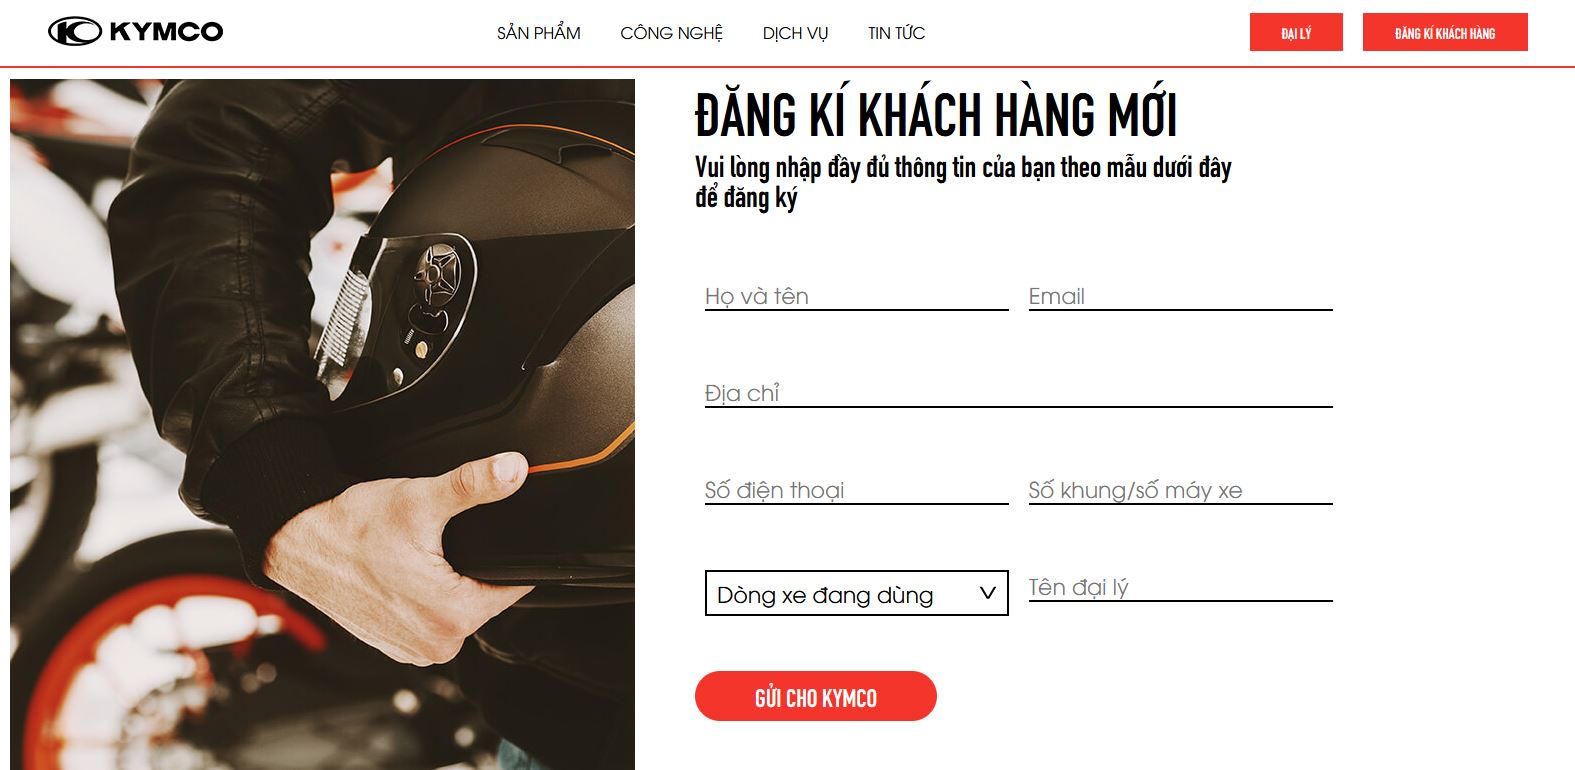 KYMCO
SẢN PHẨM
CÔNG NGHỆ
DỊCH VỤ
TIN TỨC
ĐẠI LÝ
ĐĂNG KÍ KHÁCH HÀNG
ĐĂNG KÍ KHÁCH HÀNG MỚI
Vui lòng nhập đầy đủ thông tin của bạn theo mẫu dưới đây
để đăng ký
Họ và tên
Email
Địa chỉ
Số điện thoại
Số khung/số máy xe
Dòng xe đang dùng
Tên đại lý
GỬI CHO KYMCO